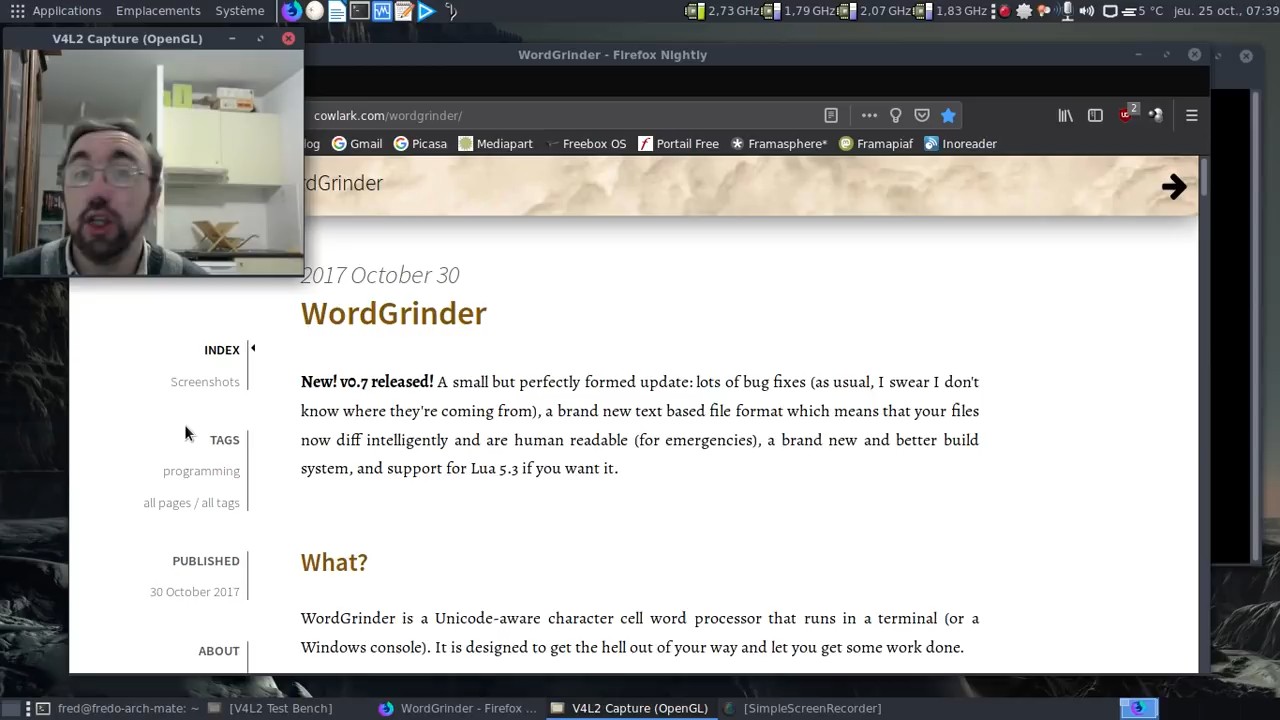 Applications Emplacements Système
2,73 GHz 1,79 GHz 2,07 GHz 1,83 GHz 5 °C jeu. 25 oct., 07:39
V4L2 Capture (OpenGL)
WordGrinder - Firefox Nightly
cowlark.com/wordgrinder/
2
log Gmail Picasa Mediapart Freebox OS Portail Free Framasphere* Framapiaf Inoreader
rdGrinder
2017 October 30
WordGrinder
INDEX
Screenshots
TAGS
programming
all pages / all tags
PUBLISHED
30 October 2017
ABOUT
New! v0.7 released! A small but perfectly formed update: lots of bug fixes (as usual, I swear I don't
know where they're coming from), a brand new text based file format which means that your files
now diff intelligently and are human readable (for emergencies), a brand new and better build
system, and support for Lua 5.3 if you want it.
What?
WordGrinder is a Unicode-aware character cell word processor that runs in a terminal (or a
Windows console). It is designed to get the hell out of your way and let you get some work done.
fred@fredo-arch-mate: ~ [V4L2 Test Bench] WordGrinder - Firefox ... V4L2 Capture (OpenGL) [SimpleScreenRecorder]